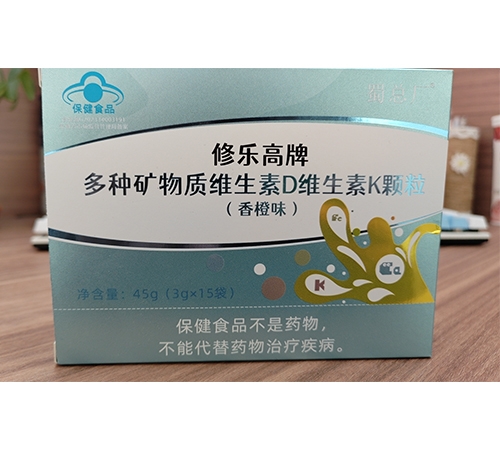 保健食品
修乐高牌
多种矿物质维生素D维生素K颗粒
（香橙味）
Ca
K
净含量：45g（3g×15袋）
保健食品不是药物，
不能代替药物治疗疾病。